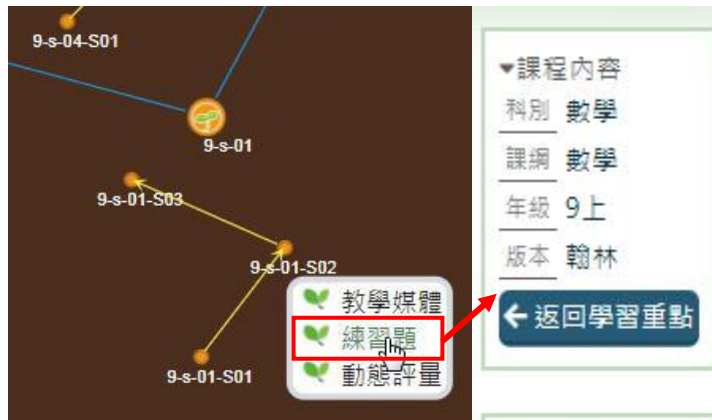 9-s-04-S01
9-s-01
9-s-01-S03
9-s-01-S02
教學媒體
練習題
動態評量
9-s-01-S01
▾課程內容
科別 數學
課綱 數學
年級 9上
版本 翰林
← 返回學習重點